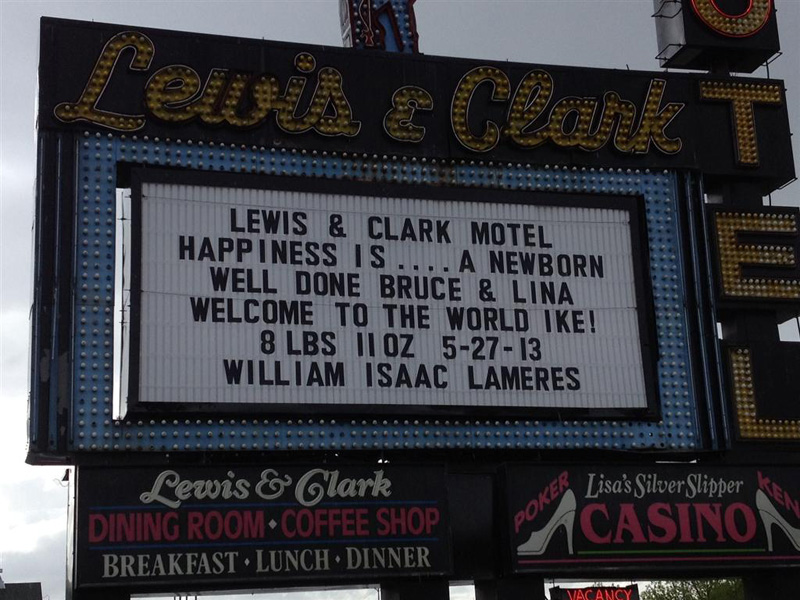 Lewis & Clark
O
T
E
L
LEWIS & CLARK MOTEL
HAPPINESS IS .... A NEWBORN
WELL DONE BRUCE & LINA
WELCOME TO THE WORLD IKE!
8 LBS 11 OZ 5-27-13
WILLIAM ISAAC LAMERES
Lewis & Clark
DINING ROOM • COFFEE SHOP
BREAKFAST • LUNCH • DINNER
Lisa's Silver Slipper
POKER CASINO
VACANCY